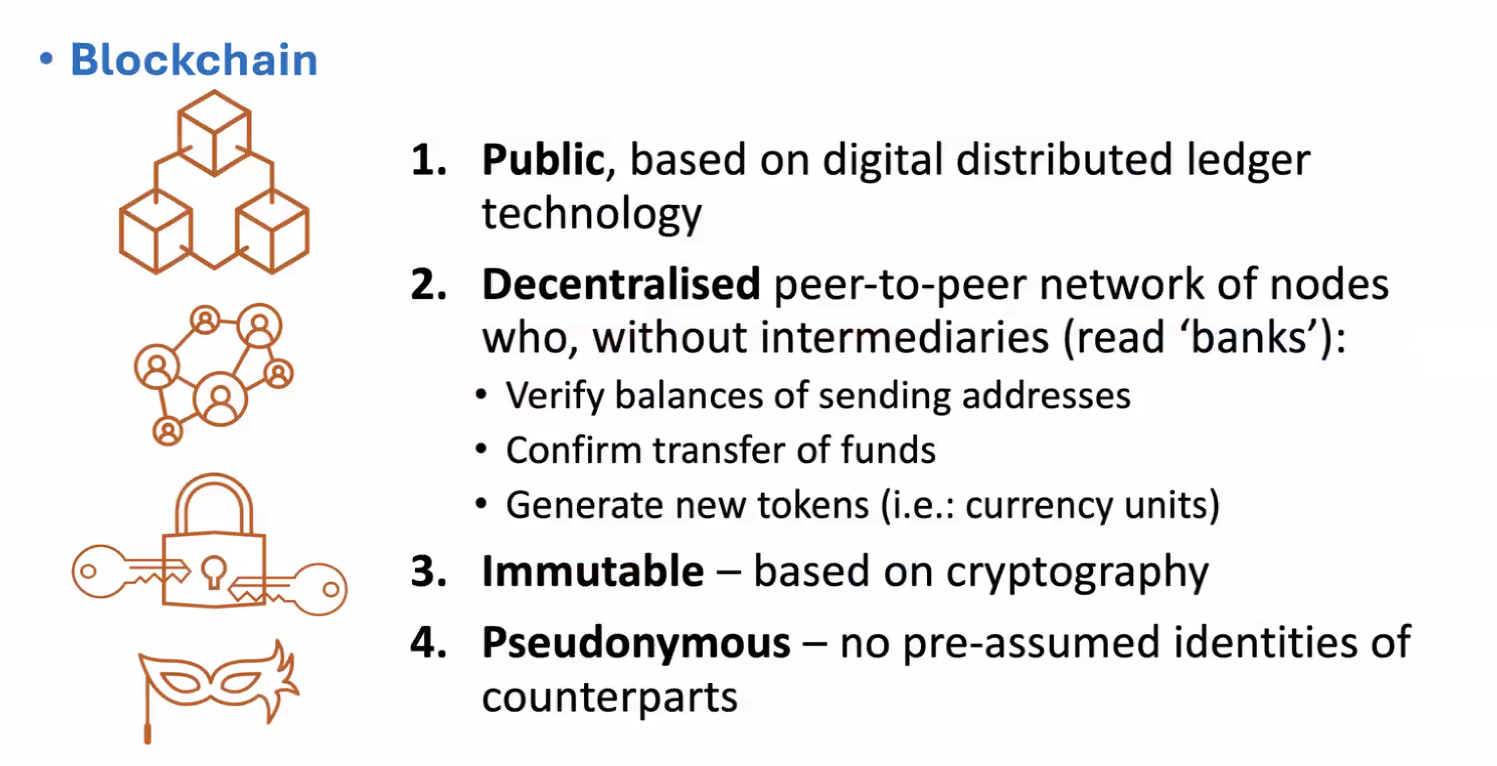 • Blockchain
1. Public, based on digital distributed ledger
technology
2. Decentralised peer-to-peer network of nodes
who, without intermediaries (read ‘banks’):
• Verify balances of sending addresses
• Confirm transfer of funds
• Generate new tokens (i.e.: currency units)
3. Immutable – based on cryptography
4. Pseudonymous – no pre-assumed identities of
counterparts